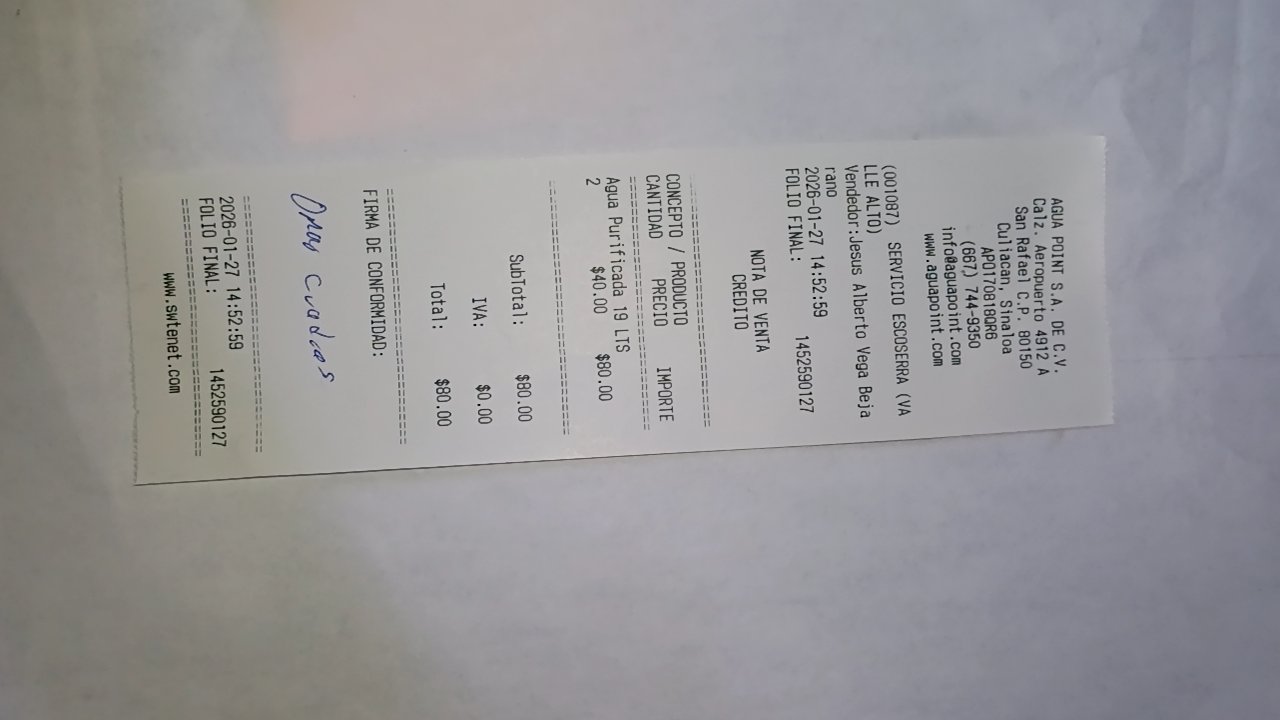 AGUA POINT S.A. DE C.V.
Calz. Aeropuerto 4912 A
San Rafael C.P. 80150
Culiacan, Sinaloa
APO170818QR6
(667) 744-9350
info@aguapoint.com
www.aguapoint.com
(001087) SERVICIO ESCOSERRA (VA
LLE ALTO)
Vendedor:Jesus Alberto Vega Beja
rano
2026-01-27 14:52:59
FOLIO FINAL: 1452590127
NOTA DE VENTA
CREDITO
CONCEPTO / PRODUCTO
CANTIDAD PRECIO IMPORTE
Agua Purificada 19 LTS
2 $40.00 $80.00
SubTotal: $80.00
IVA: $0.00
Total: $80.00
FIRMA DE CONFORMIDAD:
2026-01-27 14:52:59
FOLIO FINAL: 1452590127
www.swtenet.com